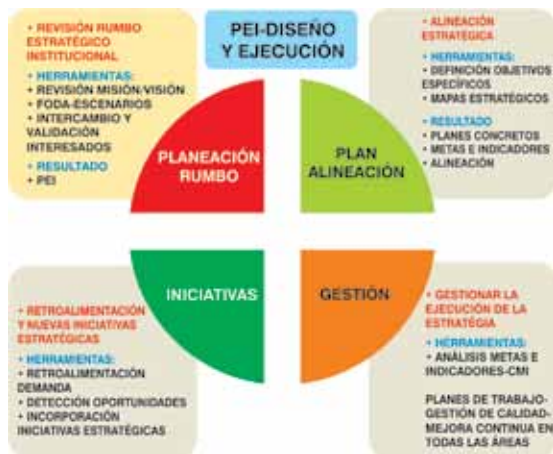 PEI-DISEÑO
Y EJECUCIÓN
• REVISIÓN RUMBO
ESTRATÉGICO
INSTITUCIONAL
• HERRAMIENTAS:
• REVISIÓN MISIÓN/VISIÓN
• FODA-ESCENARIOS
• INTERCAMBIO Y
VALIDACIÓN
INTERESADOS
• RESULTADO
• PEI
PLANEACIÓN
RUMBO
• ALINEACIÓN
ESTRATÉGICA
HERRAMIENTAS:
• DEFINICIÓN OBJETIVOS
ESPECÍFICOS
• MAPAS ESTRATÉGICOS
RESULTADO
• PLANES CONCRETOS
• METAS E INDICADORES
• ALINEACIÓN
PLAN
ALINEACIÓN
INICIATIVAS
• RETROALIMENTACIÓN
Y NUEVAS INICIATIVAS
ESTRATÉGICAS
• HERRAMIENTAS:
• RETROALIMENTACIÓN
DEMANDA
• DETECCIÓN OPORTUNIDADES
• INCORPORACIÓN
INICIATIVAS ESTRATÉGICAS
GESTIÓN
• GESTIONAR LA
EJECUCIÓN DE LA
ESTRATÉGIA
• HERRAMIENTAS:
• ANÁLISIS METAS E
INDICADORES-CMI
PLANES DE TRABAJO-
GESTIÓN DE CALIDAD-
MEJORA CONTINUA EN
TODAS LAS ÁREAS